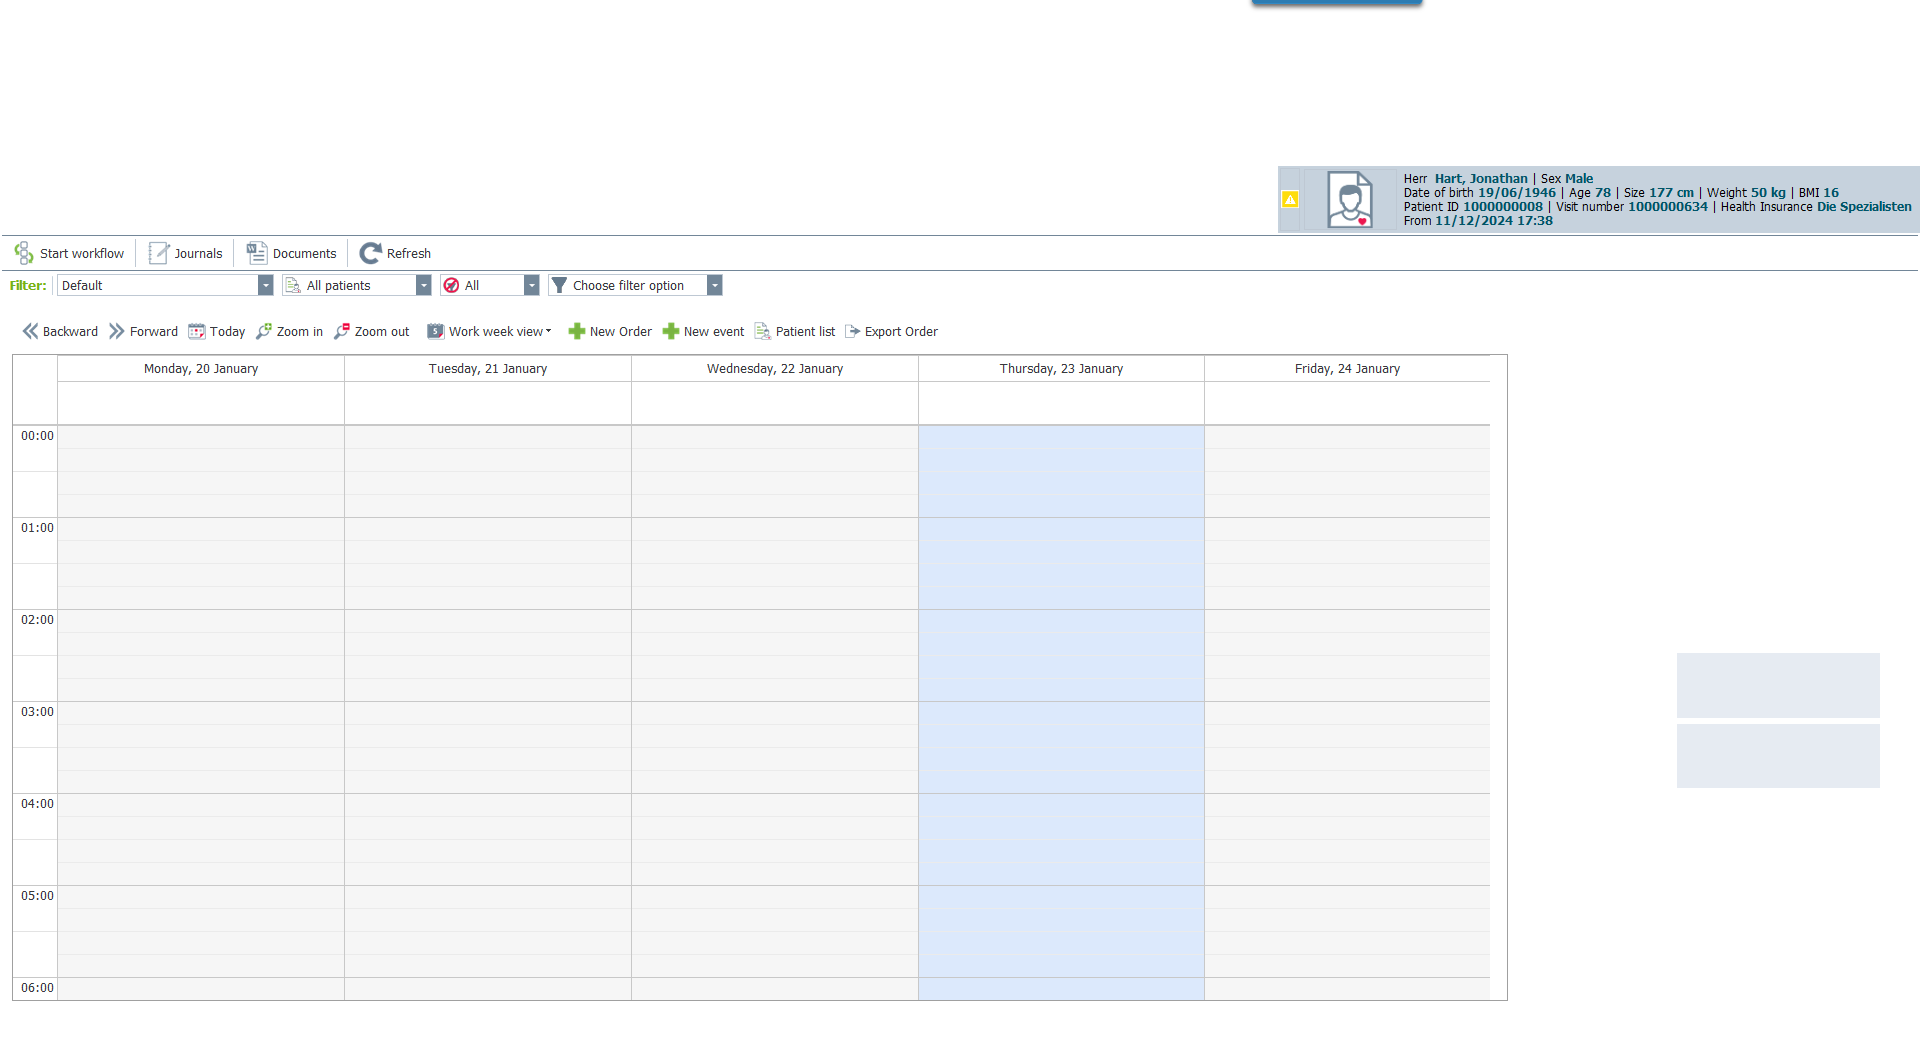 Herr Hart, Jonathan | Sex Male
Date of birth 19/06/1946 | Age 78 | Size 177 cm | Weight 50 kg | BMI 16
Patient ID 1000000008 | Visit number 1000000634 | Health Insurance Die Spezialisten
From 11/12/2024 17:38
Start workflow Journals Documents Refresh
Filter: Default All patients All Choose filter option
Backward Forward Today Zoom in Zoom out Work week view New Order New event Patient list Export Order
Monday, 20 January Tuesday, 21 January Wednesday, 22 January Thursday, 23 January Friday, 24 January
00:00
01:00
02:00
03:00
04:00
05:00
06:00